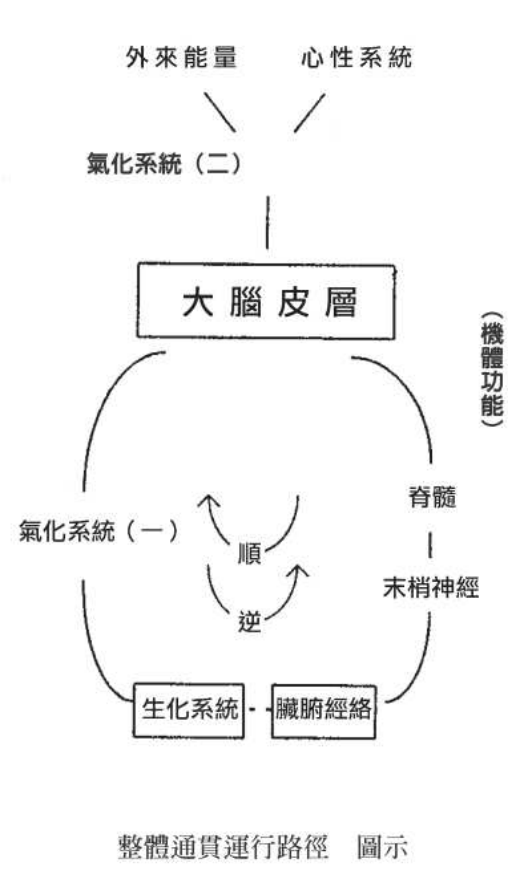 外來能量 心性系統
氣化系統（二）
大腦皮層
（機體功能）
脊髓
氣化系統（一）
順
末梢神經
逆
生化系統 臟腑經絡
整體通貫運行路徑 圖示